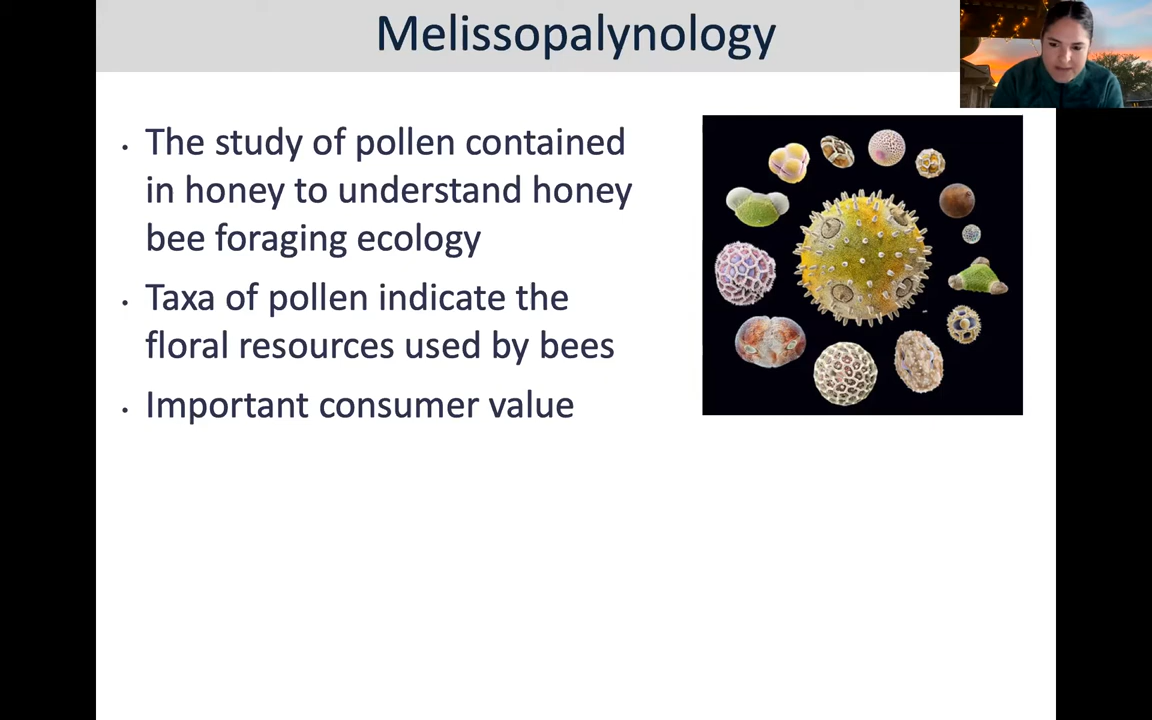 Melissopalynology
• The study of pollen contained
in honey to understand honey
bee foraging ecology
• Taxa of pollen indicate the
floral resources used by bees
• Important consumer value